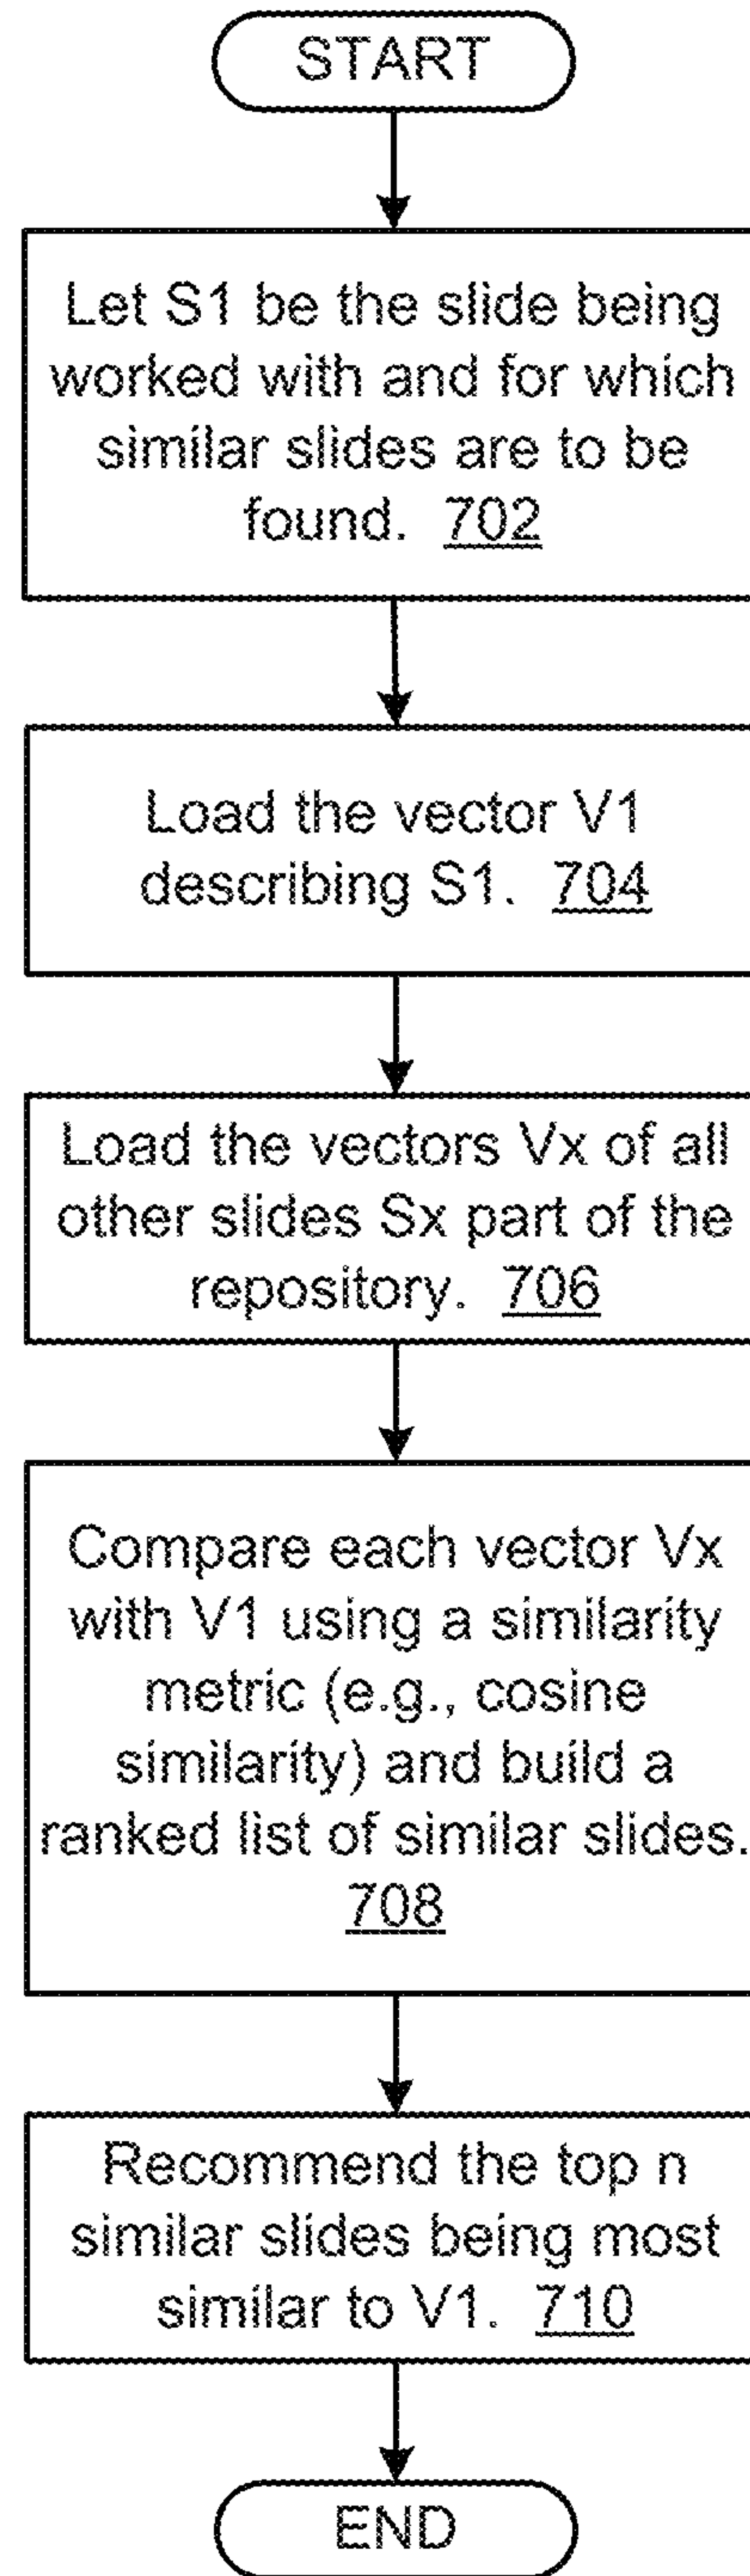 START
Let S1 be the slide being
worked with and for which
similar slides are to be
found. 702
Load the vector V1
describing S1. 704
Load the vectors Vx of all
other slides Sx part of the
repository. 706
Compare each vector Vx
with V1 using a similarity
metric (e.g., cosine
similarity) and build a
ranked list of similar slides.
708
Recommend the top n
similar slides being most
similar to V1. 710
END